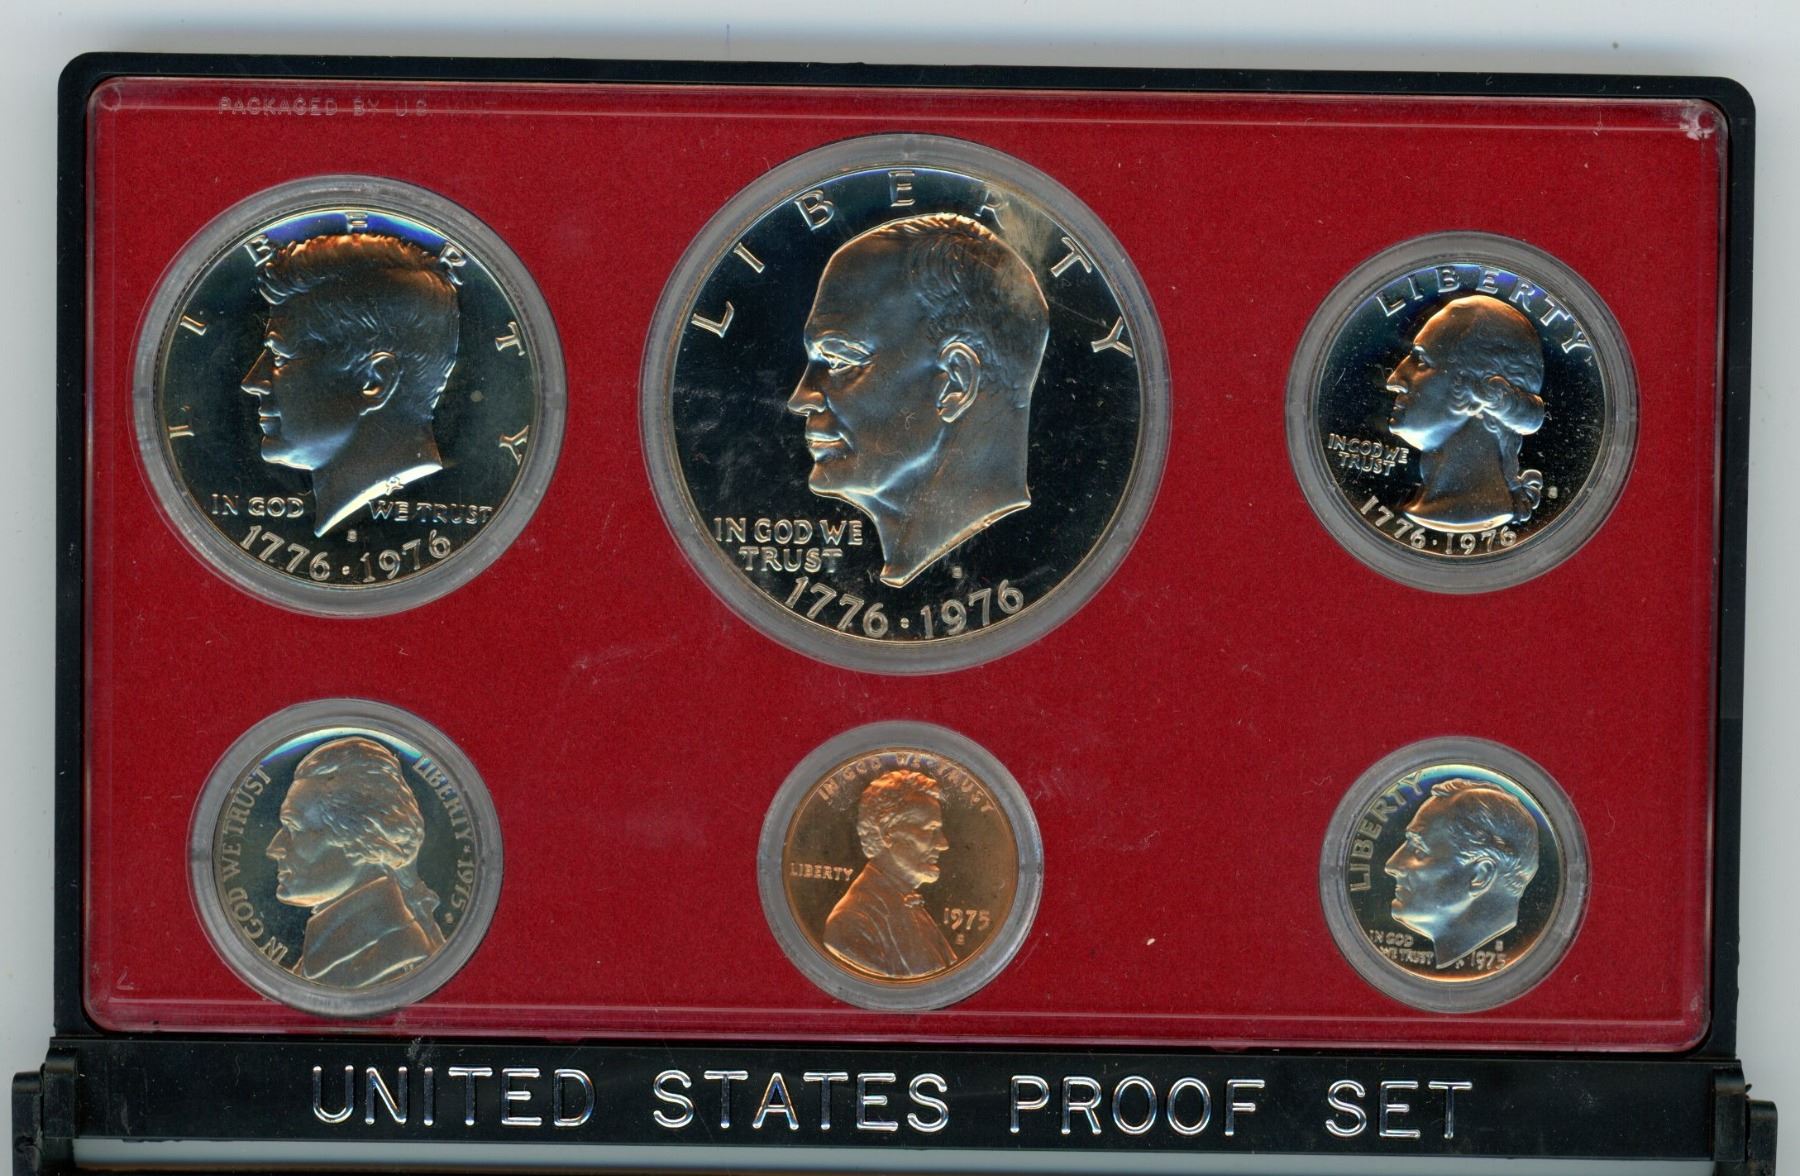 PACKAGED BY U.S. MINT
LIBERTY
IN GOD WE TRUST
S
1776·1976
LIBERTY
IN GOD WE
TRUST
S
1776·1976
LIBERTY
IN GOD WE
TRUST
S
1776·1976
IN GOD WE TRUST
LIBERTY * 1975 S
IN GOD WE TRUST
LIBERTY
1975
S
LIBERTY
IN GOD
WE TRUST
S
1975
UNITED STATES PROOF SET